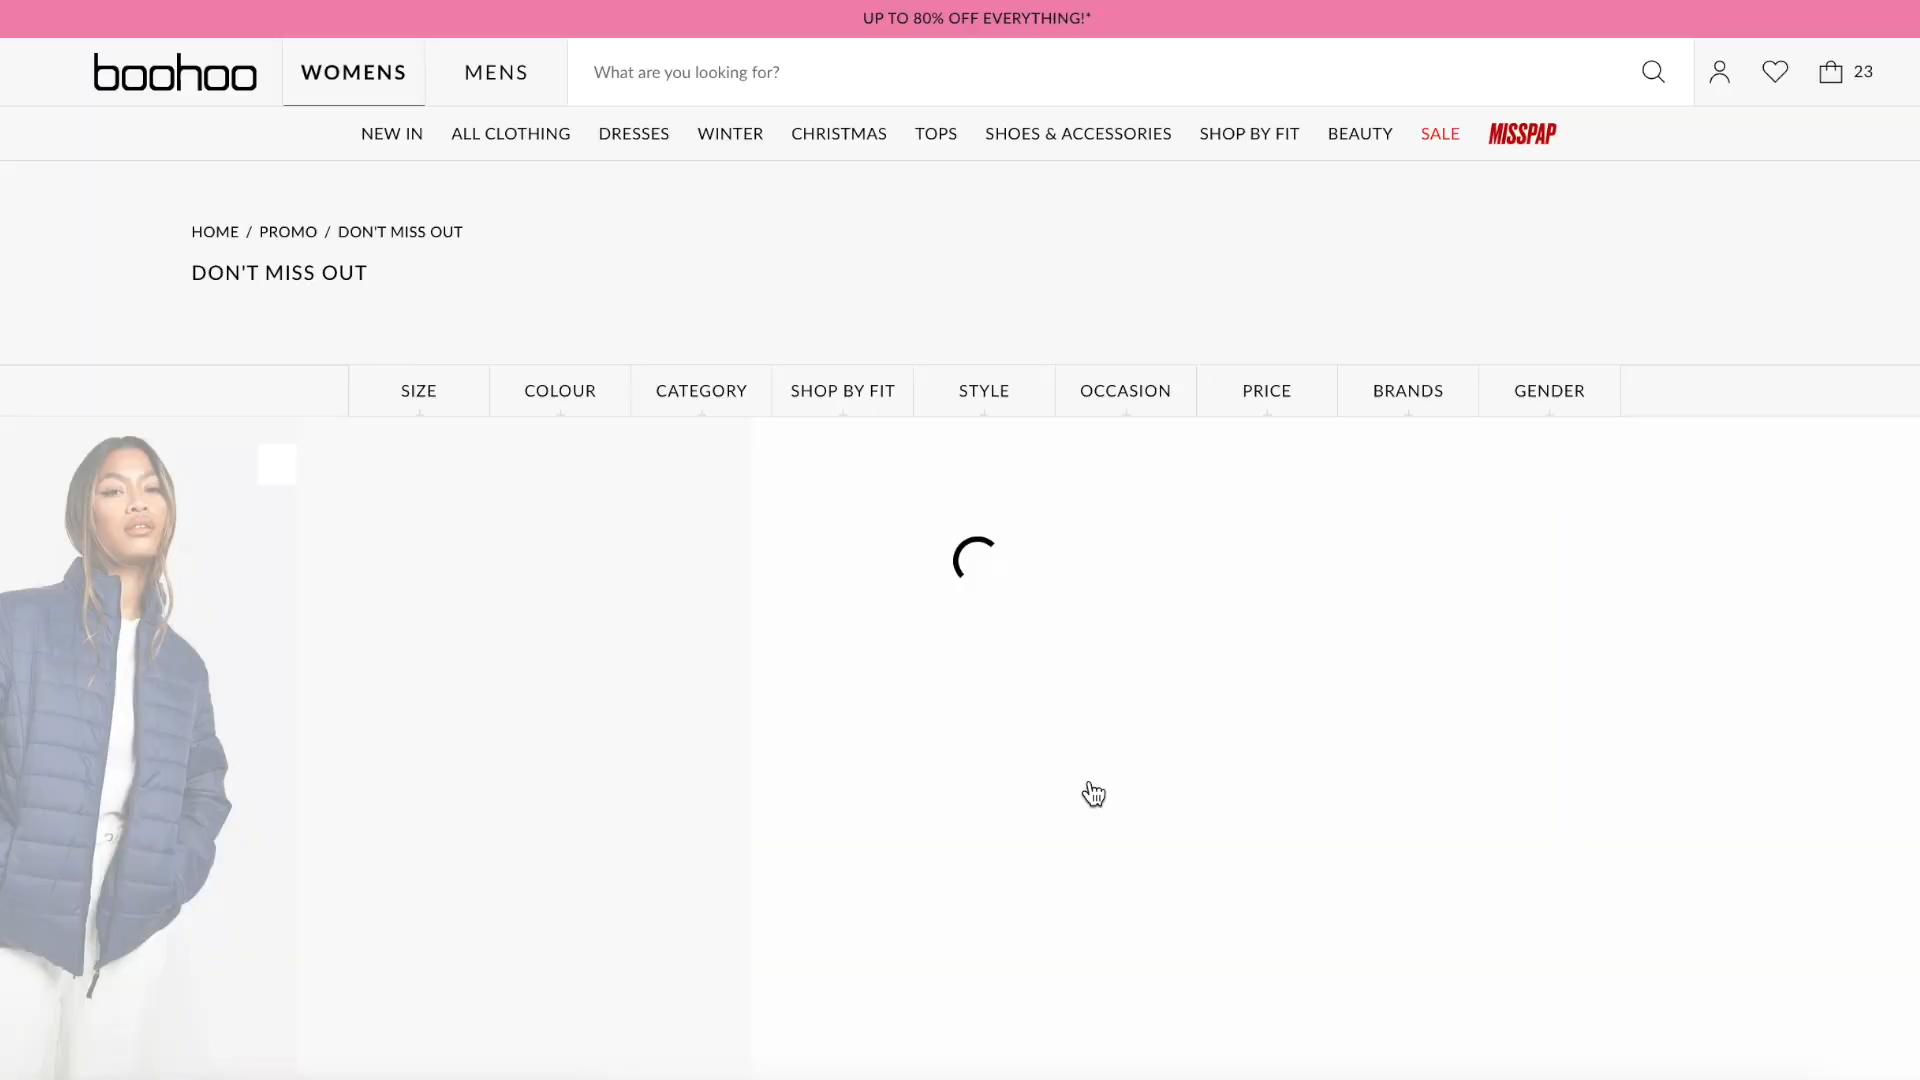 UP TO 80% OFF EVERYTHING!*
boohoo
WOMENS
MENS
What are you looking for?
23
NEW IN
ALL CLOTHING
DRESSES
WINTER
CHRISTMAS
TOPS
SHOES & ACCESSORIES
SHOP BY FIT
BEAUTY
SALE
MISSPAP
HOME / PROMO / DON'T MISS OUT
DON'T MISS OUT
SIZE
COLOUR
CATEGORY
SHOP BY FIT
STYLE
OCCASION
PRICE
BRANDS
GENDER